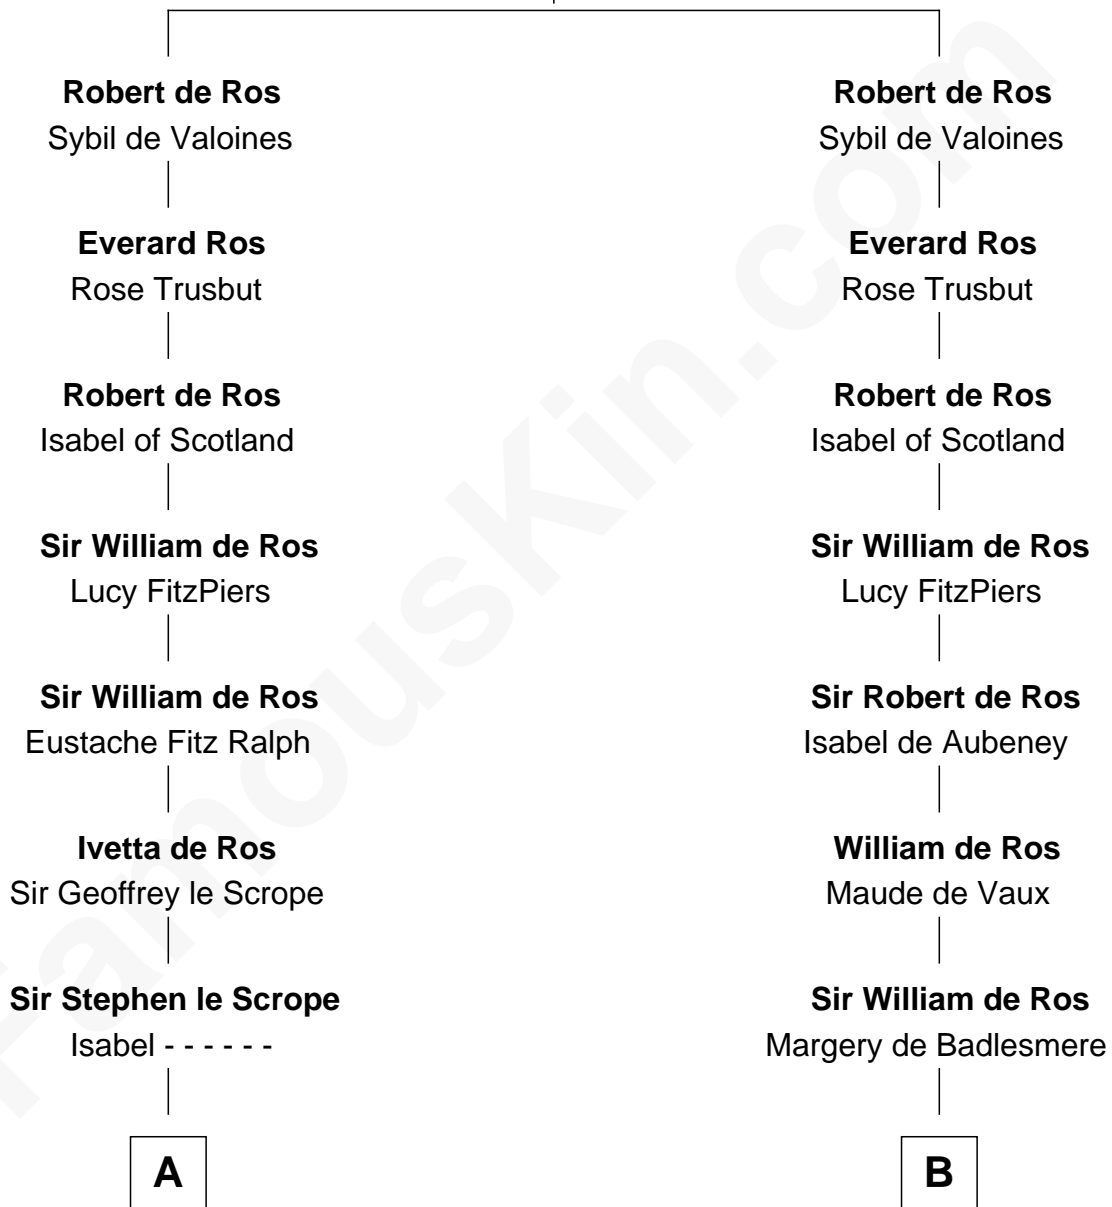 Robert de Ros
Sybil de Valoines
Everard Ros
Rose Trusbut
Robert de Ros
Isabel of Scotland
Sir William de Ros
Lucy FitzPiers
Sir William de Ros
Eustache Fitz Ralph
Ivetta de Ros
Sir Geoffrey le Scrope
Sir Stephen le Scrope
Isabel - - - - - -
A
Robert de Ros
Sybil de Valoines
Everard Ros
Rose Trusbut
Robert de Ros
Isabel of Scotland
Sir William de Ros
Lucy FitzPiers
Sir Robert de Ros
Isabel de Aubeney
William de Ros
Maude de Vaux
Sir William de Ros
Margery de Badlesmere
B
FamousKin.com